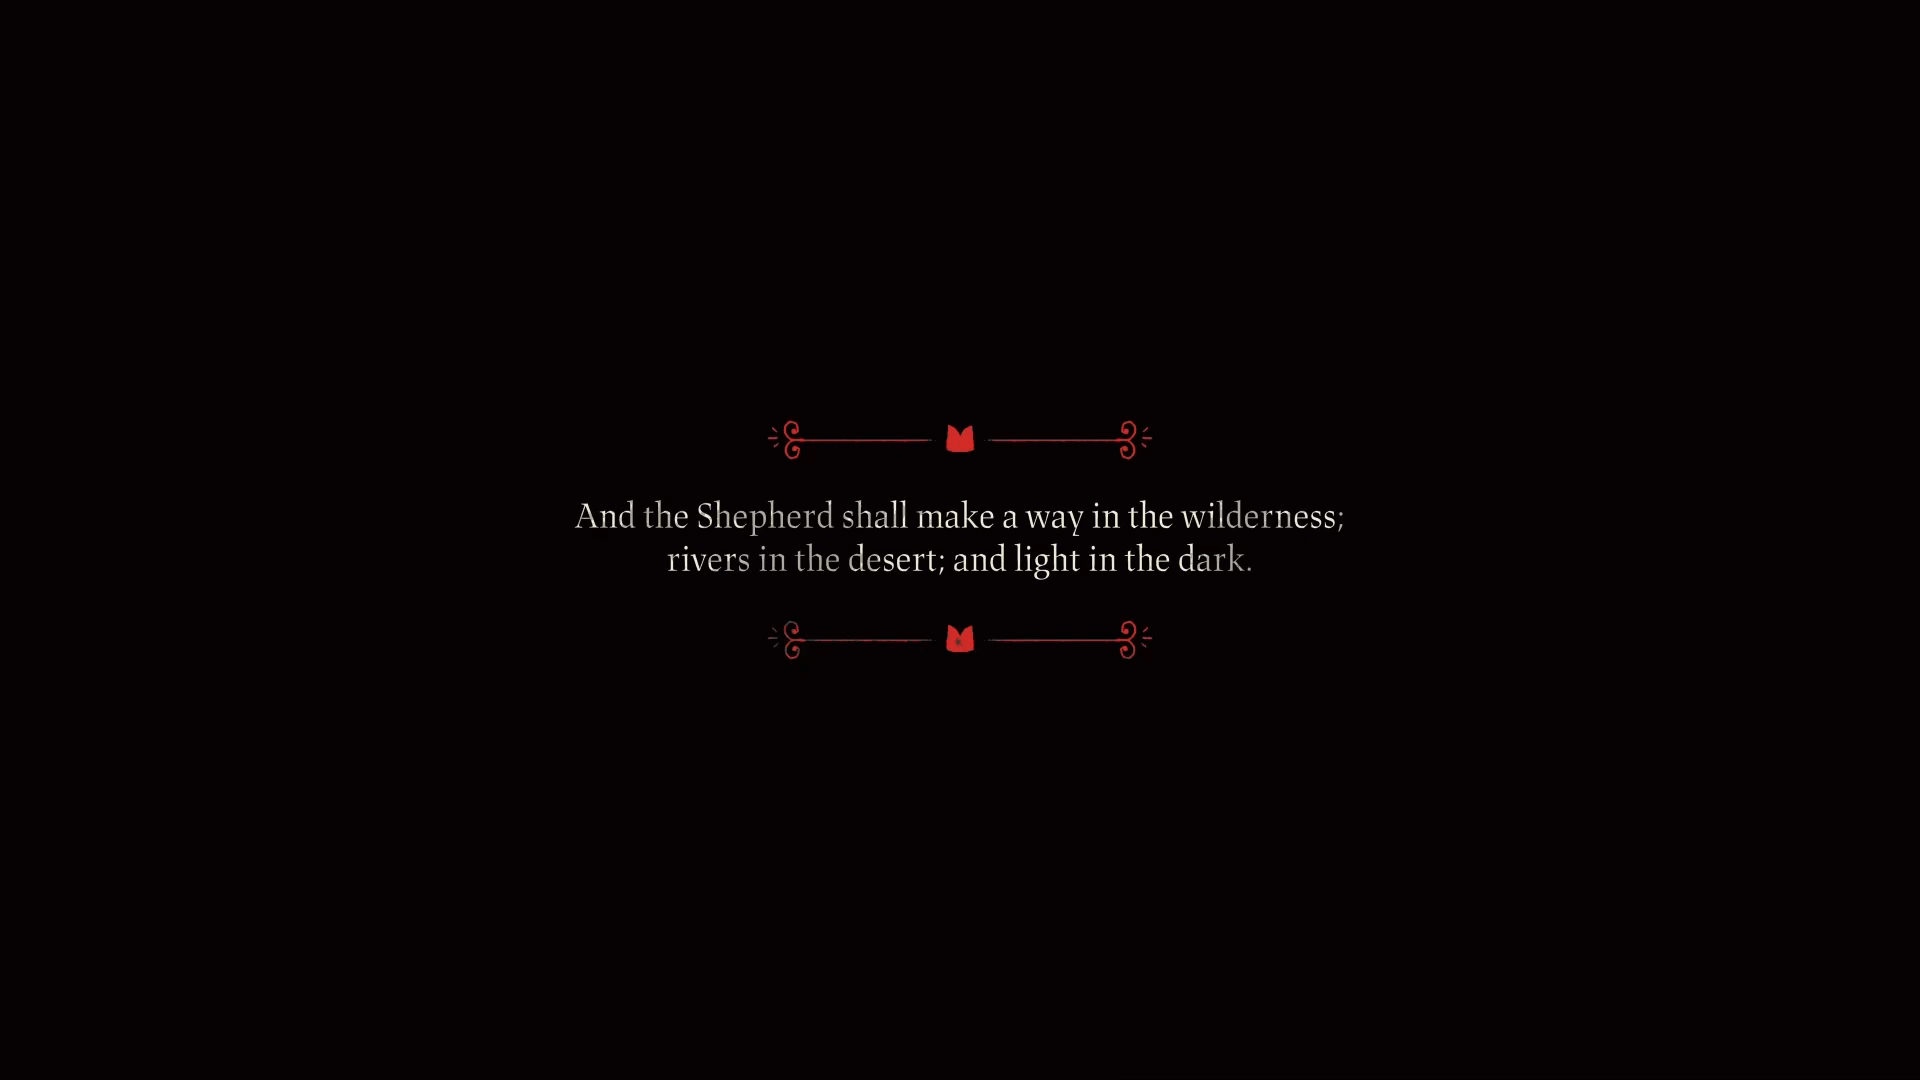 And the Shepherd shall make a way in the wilderness;
rivers in the desert; and light in the dark.